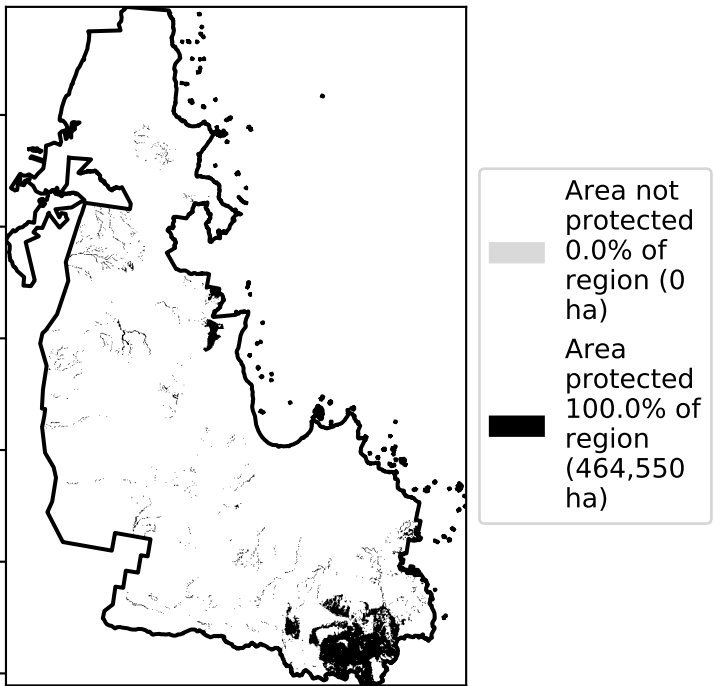 Area not
protected
0.0% of
region (0
ha)
Area
protected
100.0% of
region
(464,550
ha)